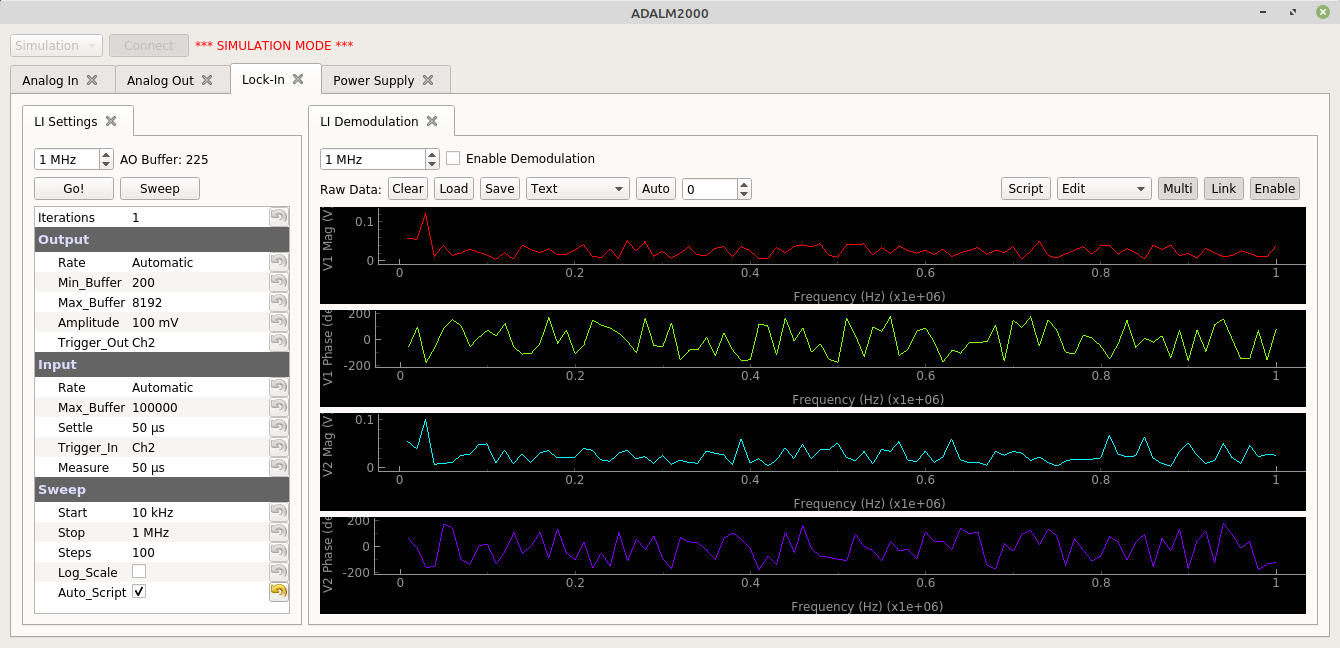 ADALM2000
Simulation Connect *** SIMULATION MODE ***
Analog In Analog Out Lock-In Power Supply
LI Settings
1 MHz AO Buffer: 225
Go! Sweep
Iterations 1
Output
Rate Automatic
Min_Buffer 200
Max_Buffer 8192
Amplitude 100 mV
Trigger_Out Ch2
Input
Rate Automatic
Max_Buffer 100000
Settle 50 µs
Trigger_In Ch2
Measure 50 µs
Sweep
Start 10 kHz
Stop 1 MHz
Steps 100
Log_Scale
Auto_Script
LI Demodulation
1 MHz Enable Demodulation
Raw Data: Clear Load Save Text Auto 0 Script Edit Multi Link Enable
V1 Mag (V)
0.1
0
0 0.2 0.4 0.6 0.8 1
Frequency (Hz) (x1e+06)
V1 Phase (de
200
0
-200
0 0.2 0.4 0.6 0.8 1
Frequency (Hz) (x1e+06)
V2 Mag (V)
0.1
0
0 0.2 0.4 0.6 0.8 1
Frequency (Hz) (x1e+06)
V2 Phase (de
200
0
-200
0 0.2 0.4 0.6 0.8 1
Frequency (Hz) (x1e+06)